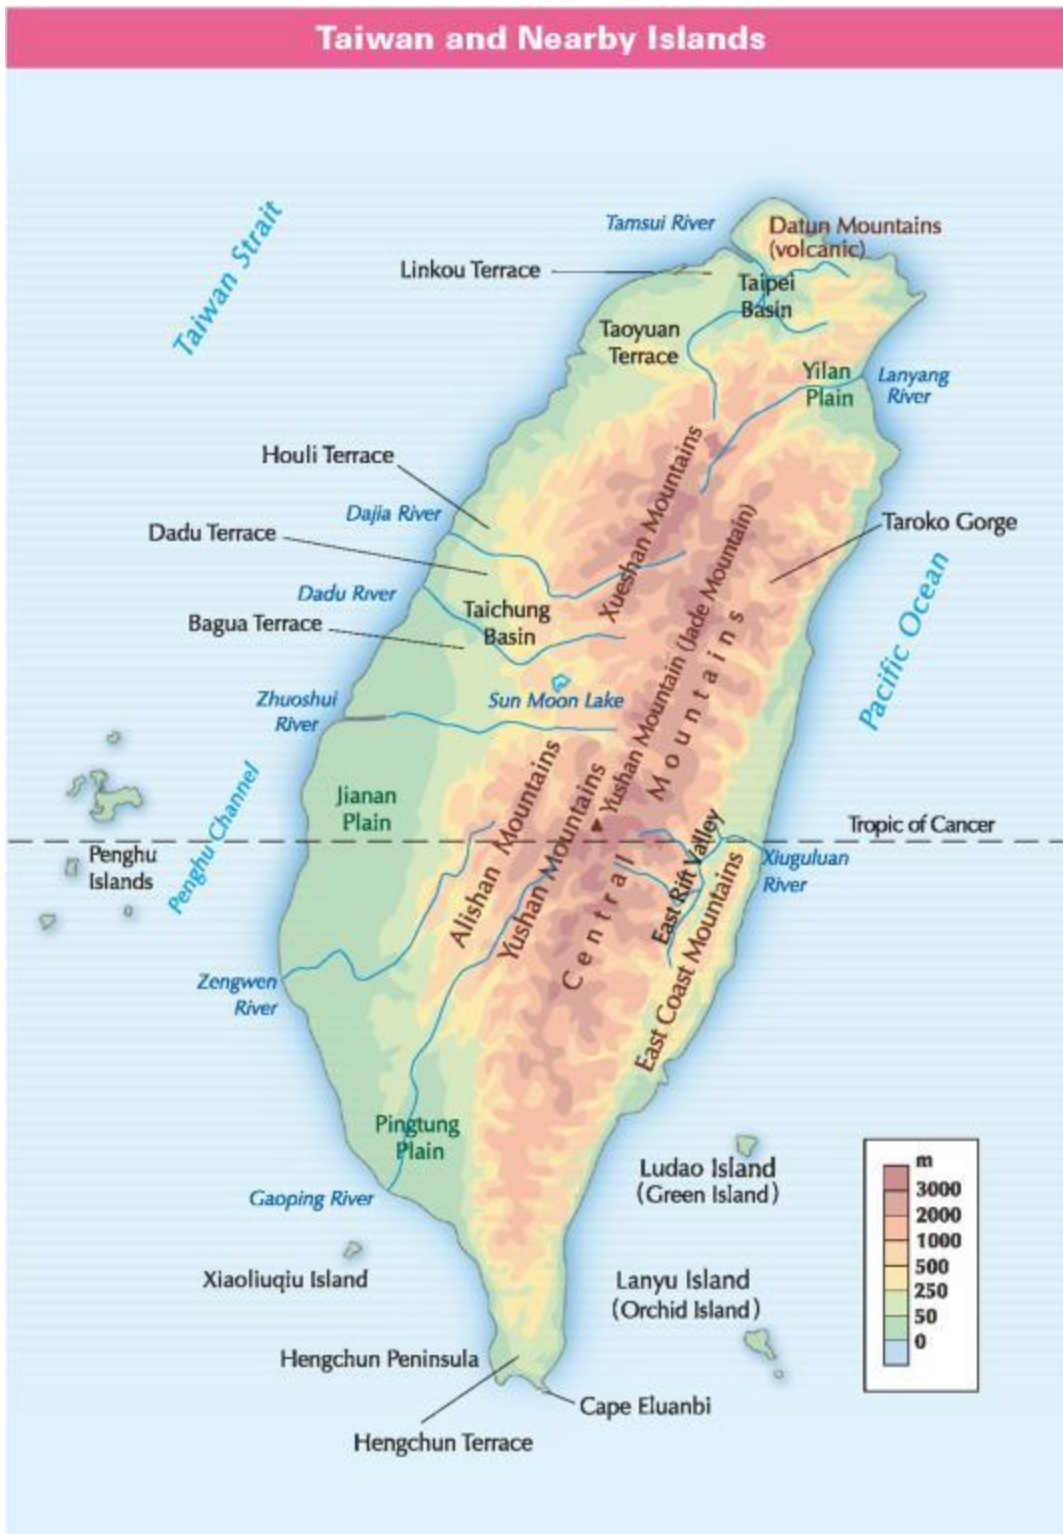 Taiwan and Nearby Islands
Taiwan Strait
Tamsui River
Datun Mountains
(volcanic)
Linkou Terrace
Taipei
Basin
Taoyuan
Terrace
Yilan
Plain
Lanyang
River
Houli Terrace
Xueshan Mountains
Dajia River
Dadu Terrace
Taroko Gorge
Yushan Mountain (Jade Mountain)
Pacific Ocean
Dadu River
Taichung
Basin
Bagua Terrace
Sun Moon Lake
Zhuoshui
River
Central Mountains
Alishan Mountains
Yushan Mountains
Jianan
Plain
Penghu Channel
Tropic of Cancer
Penghu
Islands
East Rift Valley
Xiuguluan
River
East Coast Mountains
Zengwen
River
Pingtung
Plain
Ludao Island
(Green Island)
Gaoping River
Xiaoliuqiu Island
Lanyu Island
(Orchid Island)
m
3000
2000
1000
500
250
50
0
Hengchun Peninsula
Cape Eluanbi
Hengchun Terrace